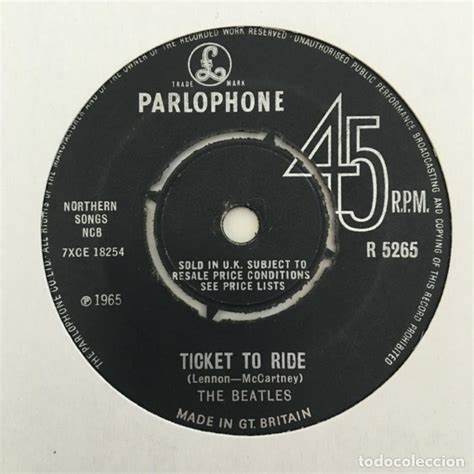 THE PARLOPHONE CO. LTD. ALL RIGHTS OF THE MANUFACTURER AND OF THE OWNER OF THE RECORDED WORK RESERVED · UNAUTHORISED PUBLIC PERFORMANCE BROADCASTING AND COPYING OF THIS RECORD PROHIBITED
£
TRADE MARK
PARLOPHONE
45
R.P.M.
NORTHERN
SONGS
NCB
7XCE 18254
R 5265
SOLD IN U.K. SUBJECT TO
RESALE PRICE CONDITIONS
SEE PRICE LISTS
℗ 1965
TICKET TO RIDE
(Lennon—McCartney)
THE BEATLES
MADE IN GT. BRITAIN
todocoleccion